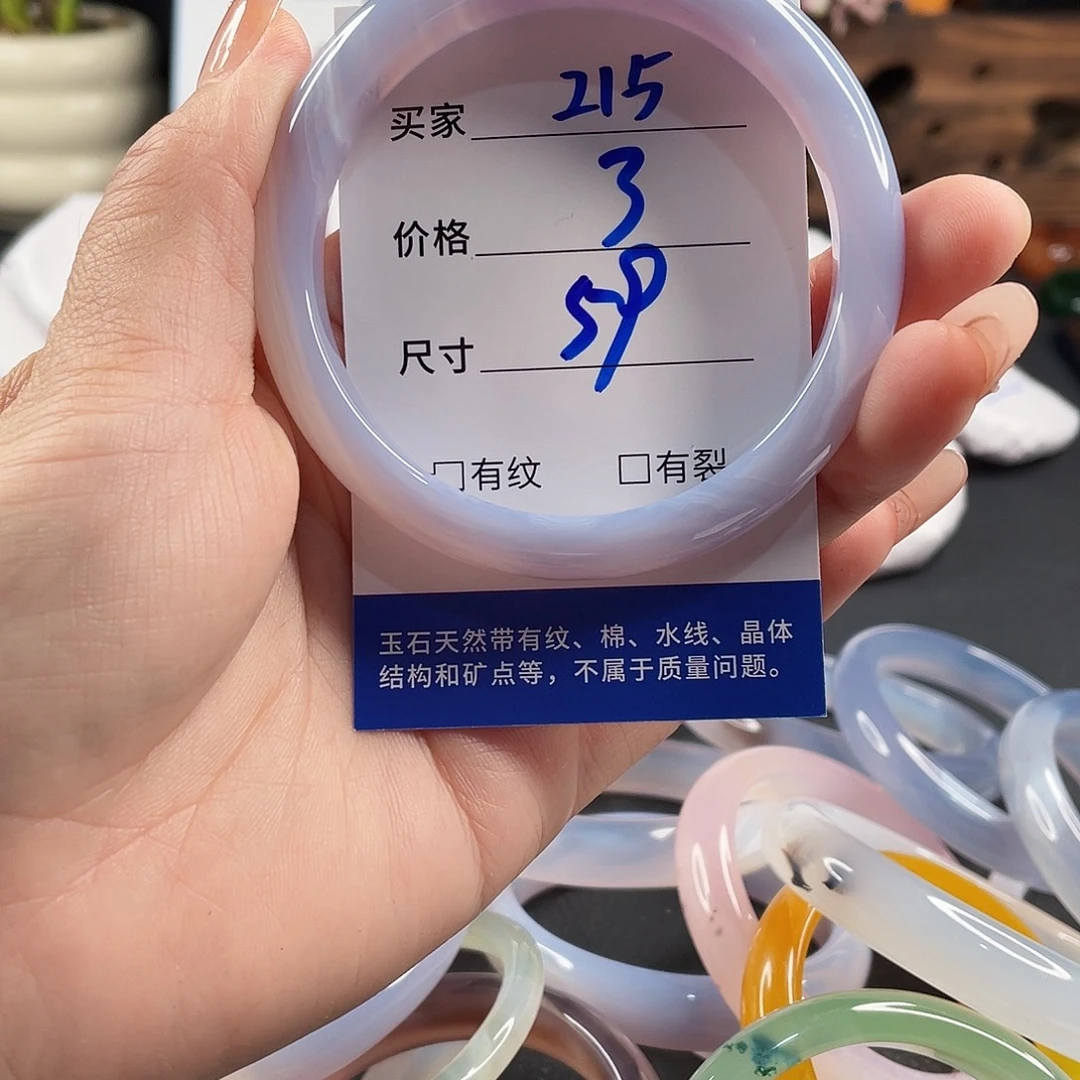 买家 215
价格 3
尺寸 59
□有纹 □有裂
玉石天然带有纹、棉、水线、晶体
结构和矿点等，不属于质量问题。